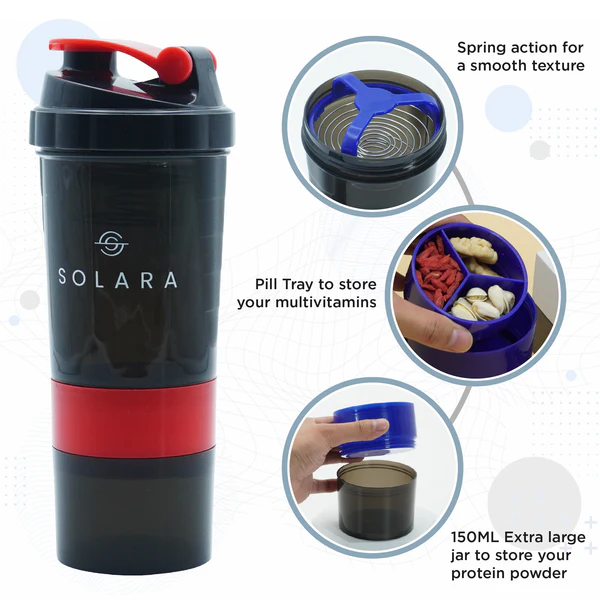 Spring action for
a smooth texture
SOLARA
Pill Tray to store
your multivitamins
150ML Extra large
jar to store your
protein powder